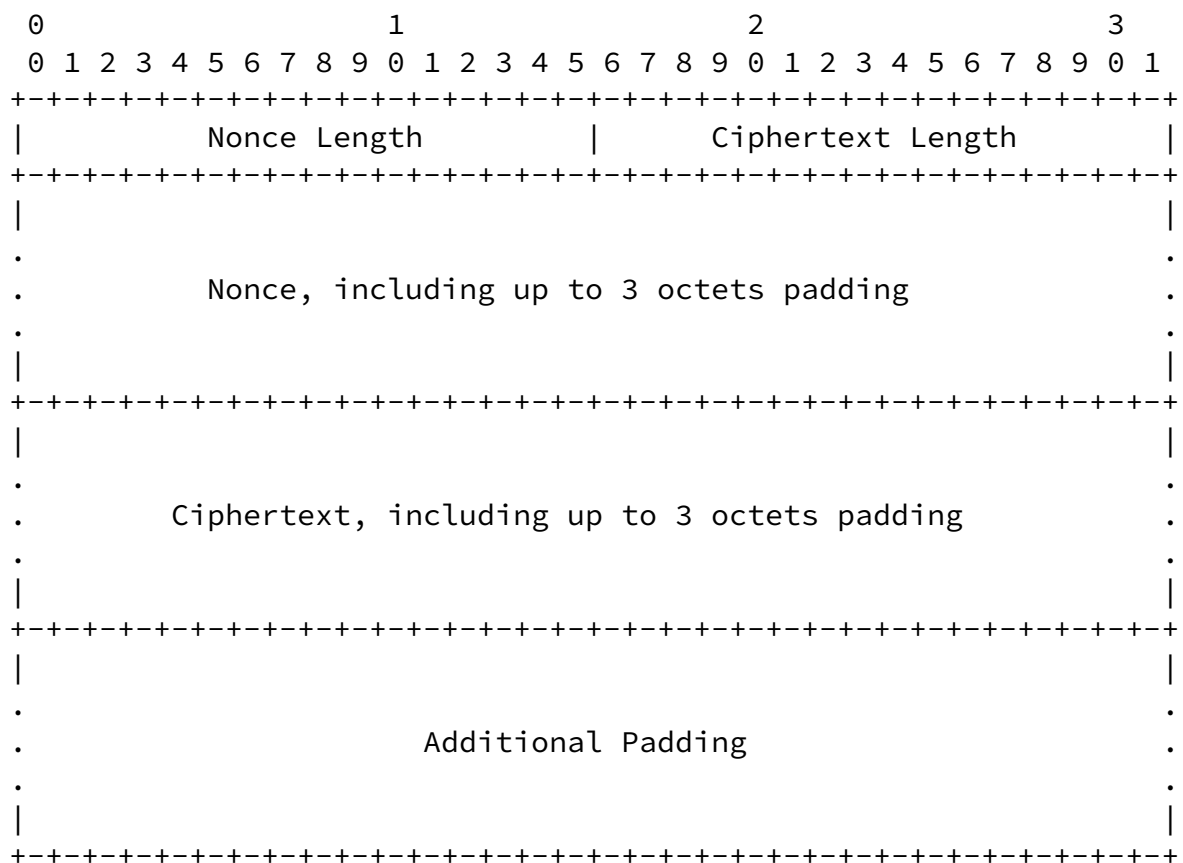 0                   1                   2                   3
0 1 2 3 4 5 6 7 8 9 0 1 2 3 4 5 6 7 8 9 0 1 2 3 4 5 6 7 8 9 0 1
+-+-+-+-+-+-+-+-+-+-+-+-+-+-+-+-+-+-+-+-+-+-+-+-+-+-+-+-+-+-+-+-+
|          Nonce Length         |      Ciphertext Length        |
+-+-+-+-+-+-+-+-+-+-+-+-+-+-+-+-+-+-+-+-+-+-+-+-+-+-+-+-+-+-+-+-+
|                                                               |
.                                                               .
.          Nonce, including up to 3 octets padding              .
.                                                               .
|                                                               |
+-+-+-+-+-+-+-+-+-+-+-+-+-+-+-+-+-+-+-+-+-+-+-+-+-+-+-+-+-+-+-+-+
|                                                               |
.                                                               .
.        Ciphertext, including up to 3 octets padding           .
.                                                               .
|                                                               |
+-+-+-+-+-+-+-+-+-+-+-+-+-+-+-+-+-+-+-+-+-+-+-+-+-+-+-+-+-+-+-+-+
|                                                               |
.                                                               .
.                      Additional Padding                       .
.                                                               .
|                                                               |
+-+-+-+-+-+-+-+-+-+-+-+-+-+-+-+-+-+-+-+-+-+-+-+-+-+-+-+-+-+-+-+-+